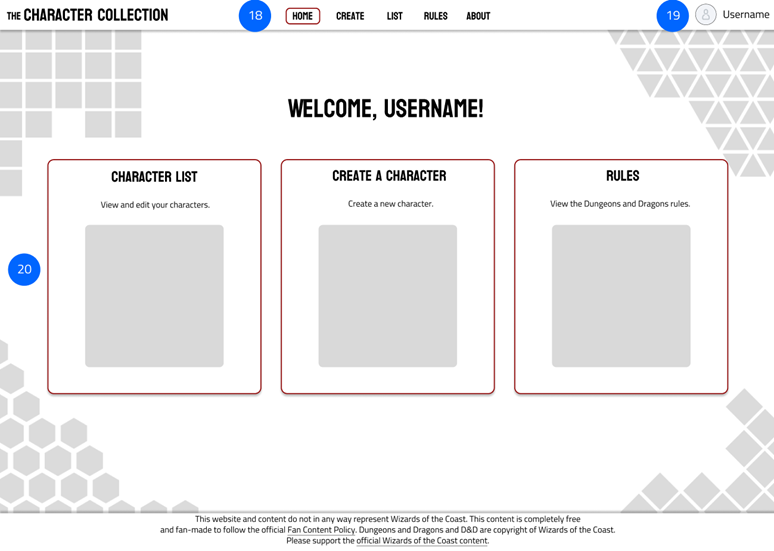 THE CHARACTER COLLECTION 18 HOME CREATE LIST RULES ABOUT 19 Username
WELCOME, USERNAME!
CHARACTER LIST
View and edit your characters.
CREATE A CHARACTER
Create a new character.
RULES
View the Dungeons and Dragons rules.
20
This website and content do not in any way represent Wizards of the Coast. This content is completely free
and fan-made to follow the official Fan Content Policy. Dungeons and Dragons and D&D are copyright of Wizards of the Coast.
Please support the official Wizards of the Coast content.